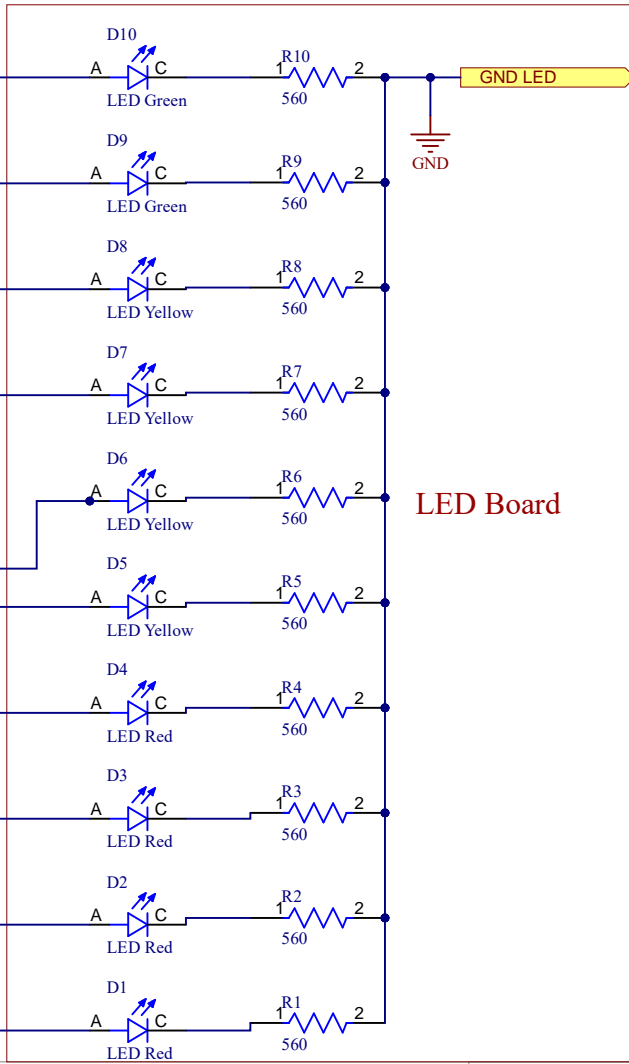 D10
A C
LED Green
R10
1 2
560
GND LED
GND
D9
A C
LED Green
R9
1 2
560
D8
A C
LED Yellow
R8
1 2
560
D7
A C
LED Yellow
R7
1 2
560
D6
A C
LED Yellow
R6
1 2
560
LED Board
D5
A C
LED Yellow
R5
1 2
560
D4
A C
LED Red
R4
1 2
560
D3
A C
LED Red
R3
1 2
560
D2
A C
LED Red
R2
1 2
560
D1
A C
LED Red
R1
1 2
560